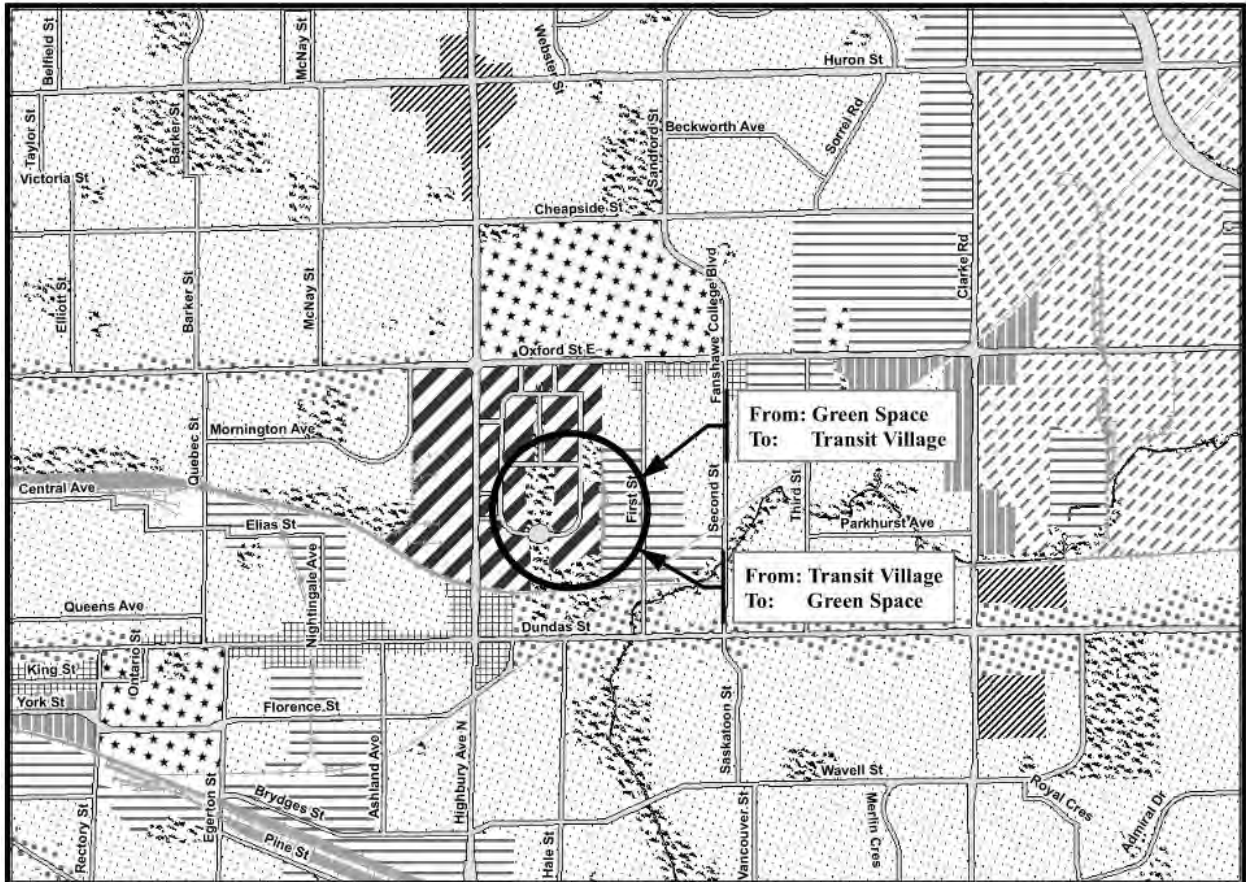 Belfield St
McNay St
Webster St
Huron St
Taylor St
Barker St
Victoria St
Sandford St
Beckworth Ave
Sorrel Rd
Cheapside St
Elliott St
Barker St
McNay St
Fanshawe College Blvd
Clarke Rd
Oxford St E
From: Green Space
To: Transit Village
Quebec St
Mornington Ave
Central Ave
Elias St
First St
Second St
Third St
Parkhurst Ave
From: Transit Village
To: Green Space
Queens Ave
Nightingale Ave
Dundas St
King St
Ontario St
York St
Florence St
Ashland Ave
Highbury Ave N
Saskatoon St
Wavell St
Rectory St
Egerton St
Brydges St
Pine St
Hale St
Vancouver St
Merlin Cres
Royal Cres
Admiral Dr